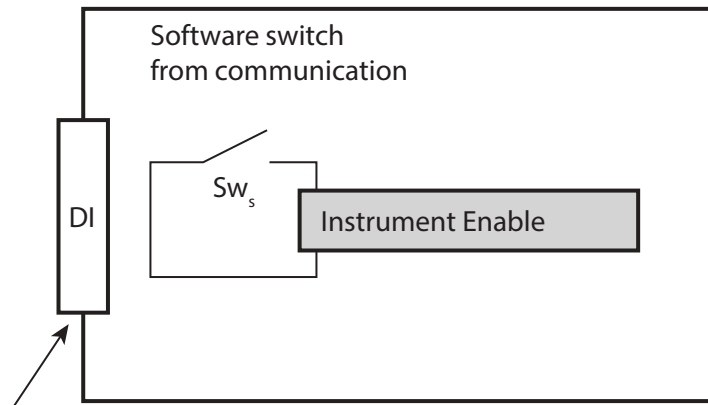 Software switch
from communication
Swₛ
DI
Instrument Enable